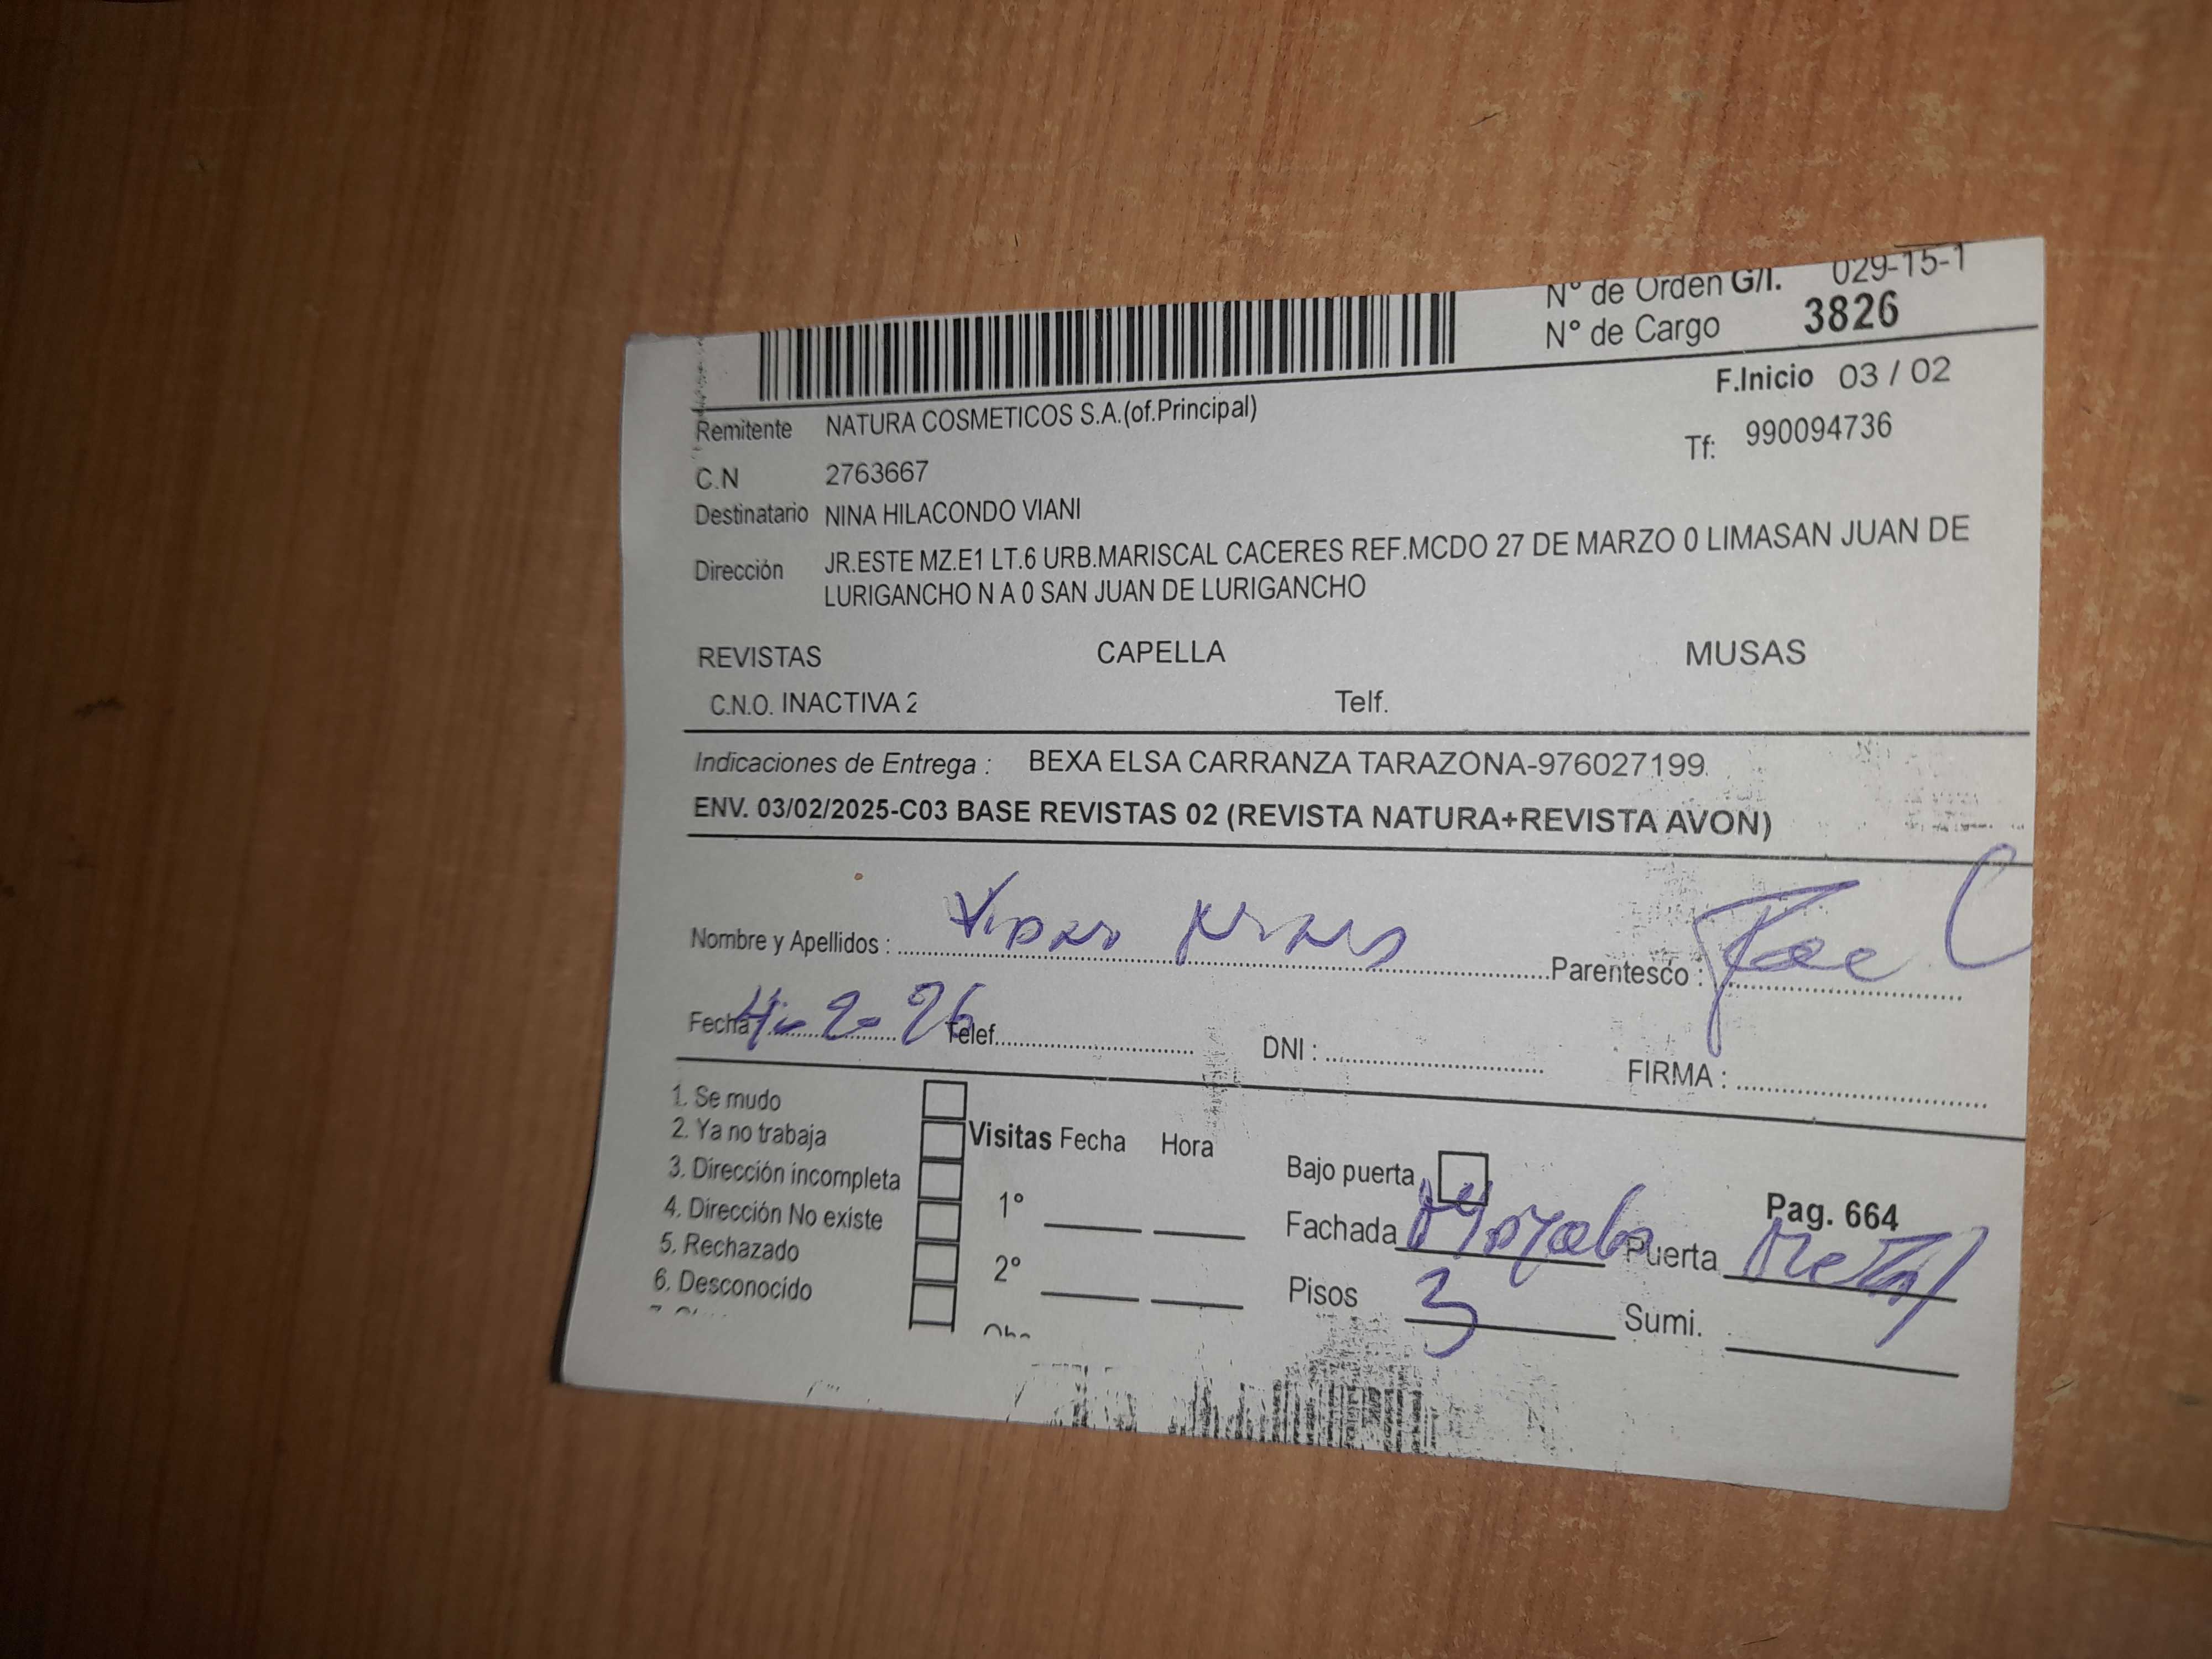 N° de Orden G/I. 029-15-1
N° de Cargo 3826
F.Inicio 03 / 02
Remitente NATURA COSMETICOS S.A.(of.Principal)
Tf: 990094736
C.N 2763667
Destinatario NINA HILACONDO VIANI
Dirección JR.ESTE MZ.E1 LT.6 URB.MARISCAL CACERES REF.MCDO 27 DE MARZO 0 LIMASAN JUAN DE
LURIGANCHO N A 0 SAN JUAN DE LURIGANCHO
REVISTAS CAPELLA MUSAS
C.N.O. INACTIVA 2 Telf.
Indicaciones de Entrega : BEXA ELSA CARRANZA TARAZONA-976027199
ENV. 03/02/2025-C03 BASE REVISTAS 02 (REVISTA NATURA+REVISTA AVON)
Nombre y Apellidos : Parentesco :
Fecha 4-2-26 Telef. DNI : FIRMA :
1. Se mudo
2. Ya no trabaja
3. Dirección incompleta
4. Dirección No existe
5. Rechazado
6. Desconocido
Visitas Fecha Hora
1°
2°
Bajo puerta
Pag. 664
Fachada Puerta Metal
Pisos 3 Sumi.